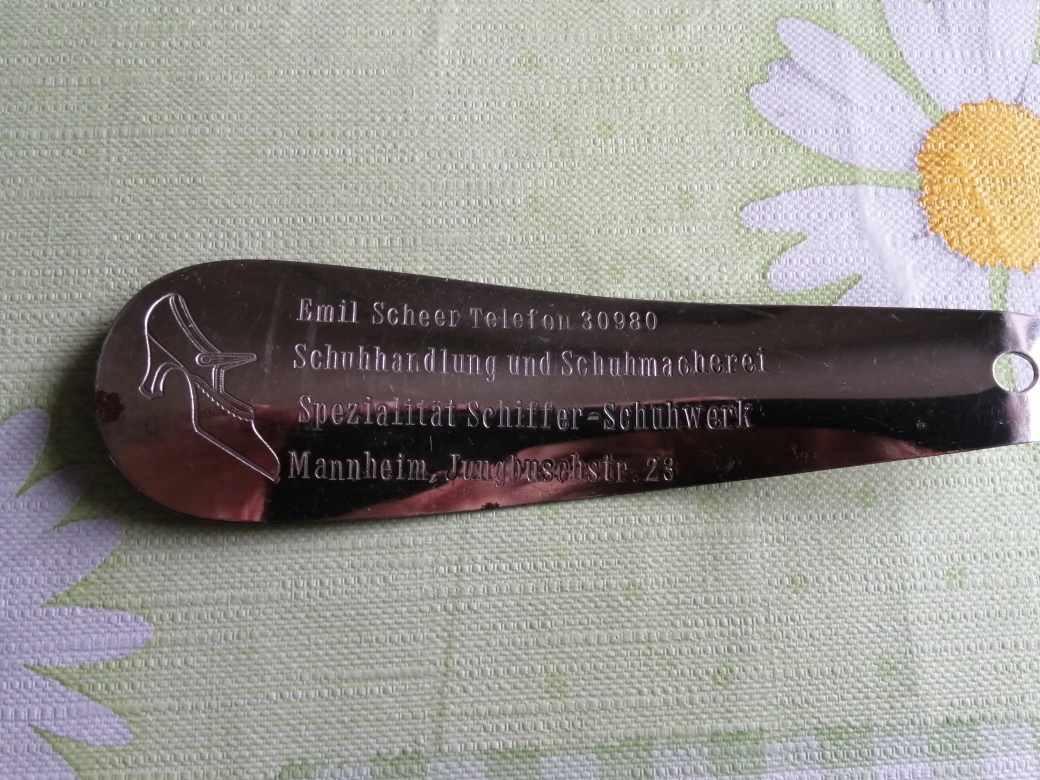 Emil Scheer Telefon 30980
Schuhhandlung und Schuhmacherei
Spezialität Schiffer-Schuhwerk
Mannheim, Jungbuschstr. 23